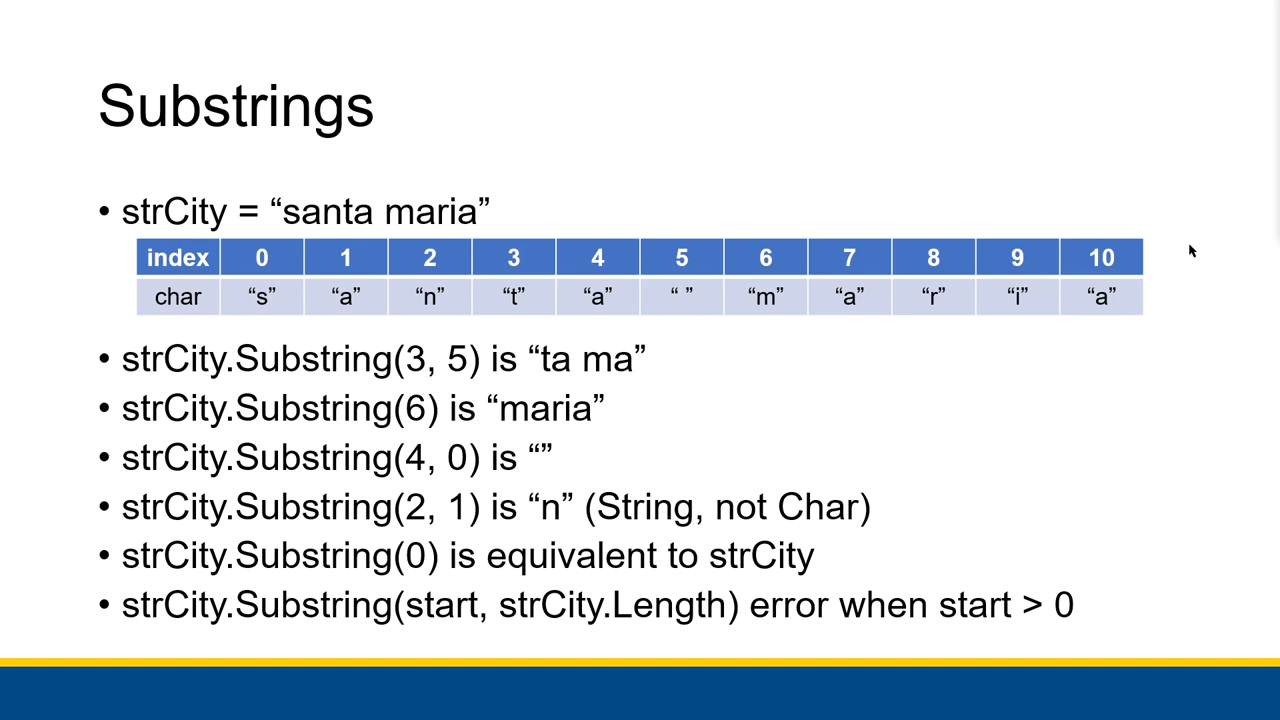 Substrings
• strCity = “santa maria”
index 0 1 2 3 4 5 6 7 8 9 10
char “s” “a” “n” “t” “a” “ ” “m” “a” “r” “i” “a”
• strCity.Substring(3, 5) is “ta ma”
• strCity.Substring(6) is “maria”
• strCity.Substring(4, 0) is “”
• strCity.Substring(2, 1) is “n” (String, not Char)
• strCity.Substring(0) is equivalent to strCity
• strCity.Substring(start, strCity.Length) error when start > 0